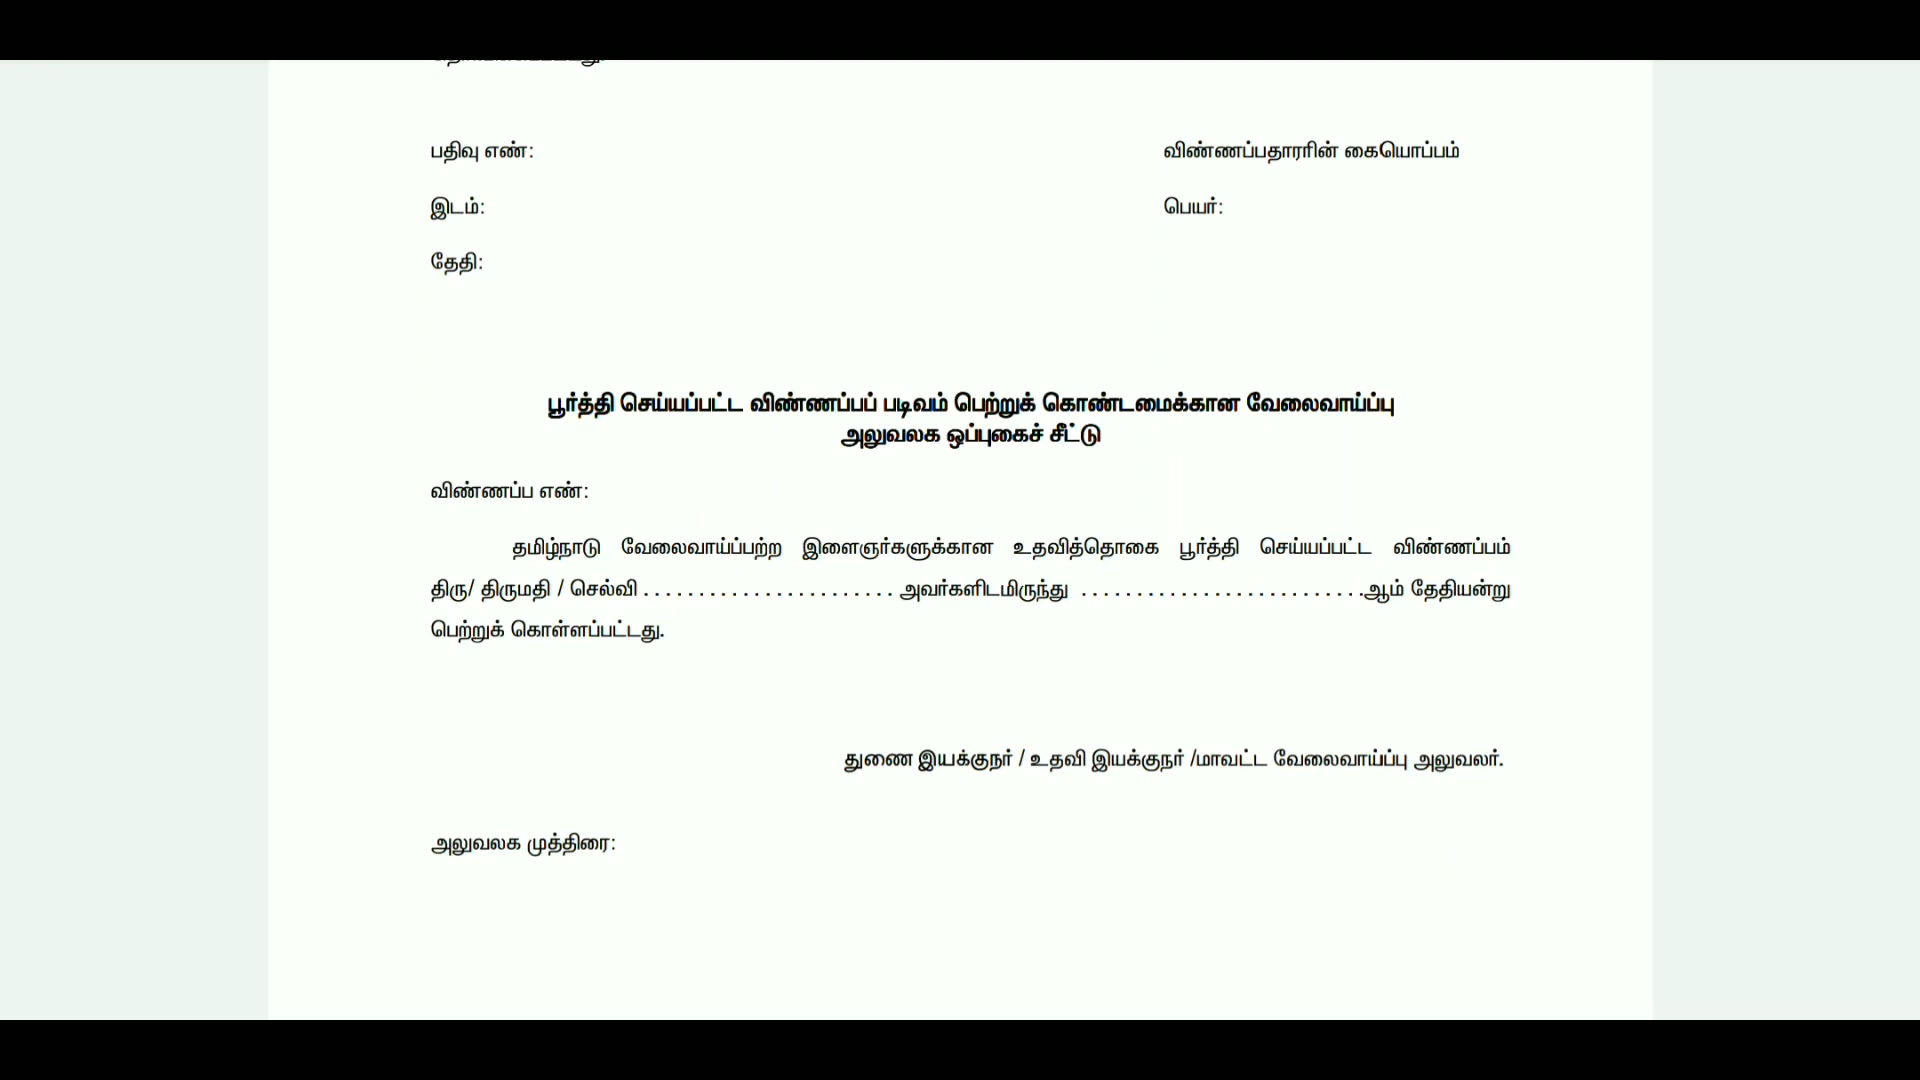 பதிவு எண்: விண்ணப்பதாரரின் கையொப்பம்
இடம்: பெயர்:
தேதி:
பூர்த்தி செய்யப்பட்ட விண்ணப்பப் படிவம் பெற்றுக் கொண்டமைக்கான வேலைவாய்ப்பு
அலுவலக ஒப்புகைச் சீட்டு
விண்ணப்ப எண்:
தமிழ்நாடு வேலைவாய்ப்பற்ற இளைஞர்களுக்கான உதவித்தொகை பூர்த்தி செய்யப்பட்ட விண்ணப்பம்
திரு/ திருமதி / செல்வி . . . . . . . . . . . . . . . . . . . . . . . அவர்களிடமிருந்து . . . . . . . . . . . . . . . . . . . . . . . . . .ஆம் தேதியன்று
பெற்றுக் கொள்ளப்பட்டது.
துணை இயக்குநர் / உதவி இயக்குநர் /மாவட்ட வேலைவாய்ப்பு அலுவலர்.
அலுவலக முத்திரை: